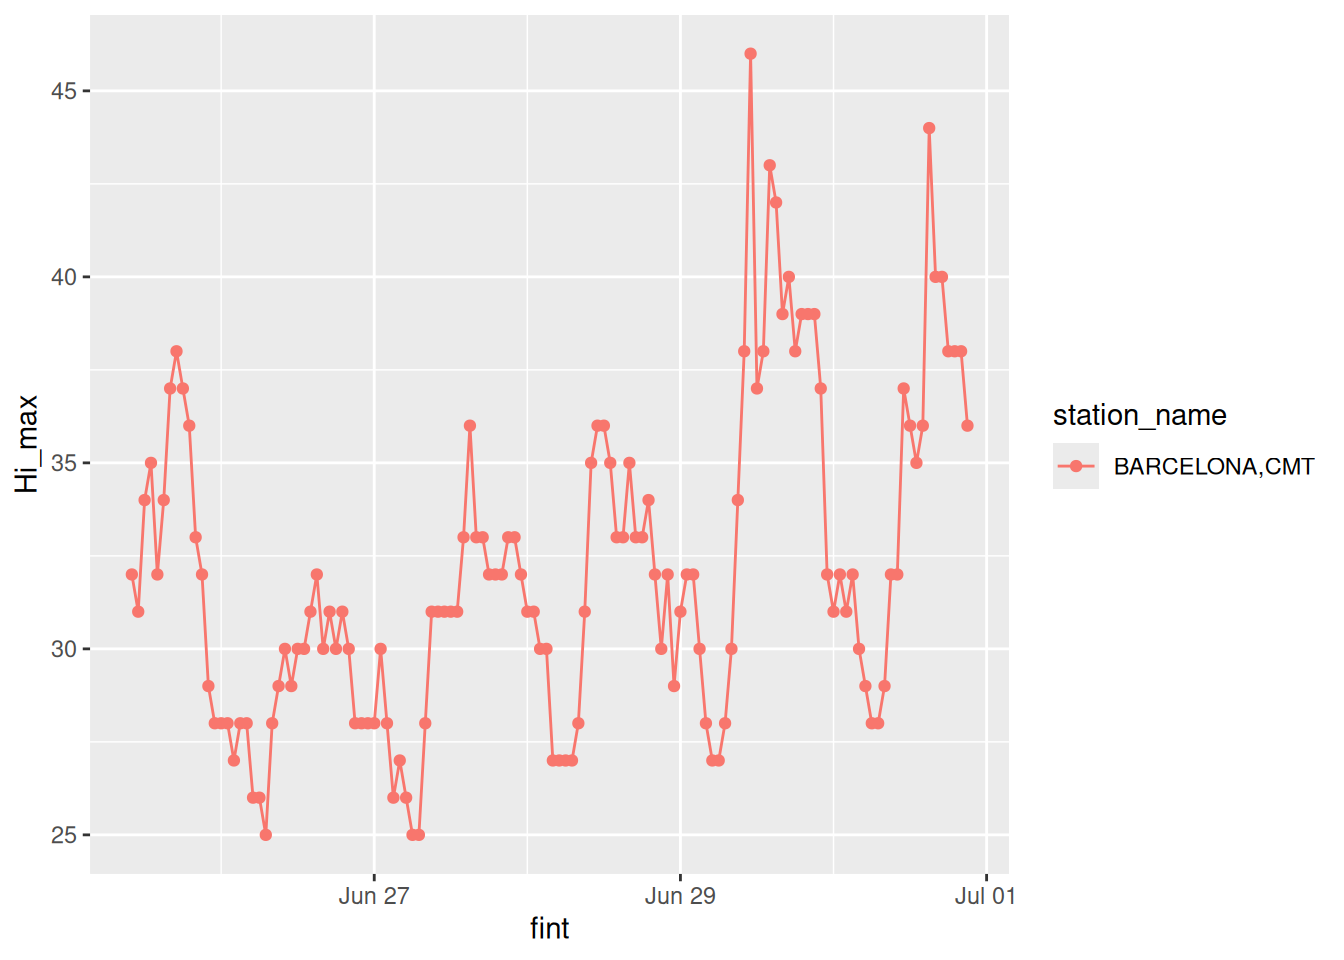 45
40
35
30
25
Hi_max
Jun 27
Jun 29
Jul 01
fint
station_name
BARCELONA,CMT